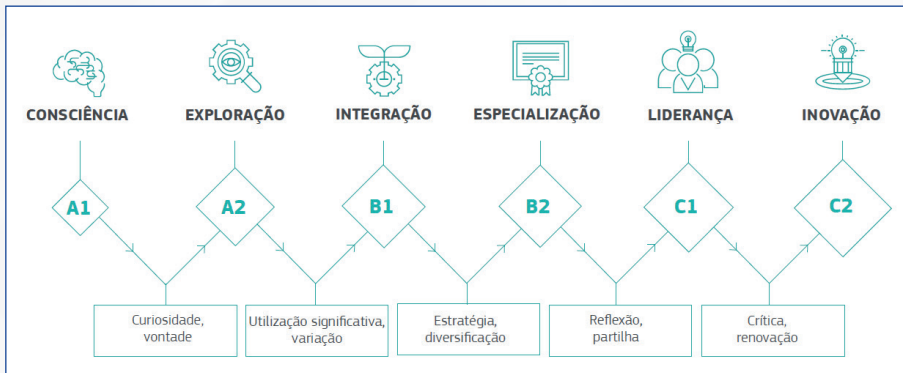 CONSCIÊNCIA
EXPLORAÇÃO
INTEGRAÇÃO
ESPECIALIZAÇÃO
LIDERANÇA
INOVAÇÃO
A1
A2
B1
B2
C1
C2
Curiosidade,
vontade
Utilização significativa,
variação
Estratégia,
diversificação
Reflexão,
partilha
Crítica,
renovação